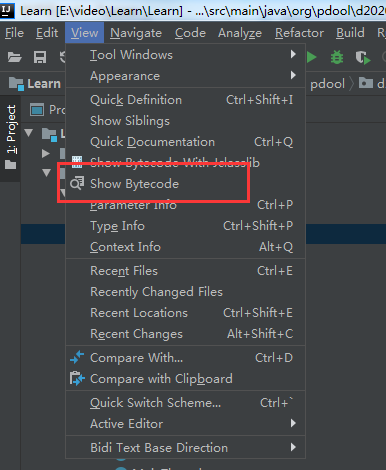 Learn [E:\video\Learn\Learn] - ...\src\main\java\org\pdool\d202
File Edit View Navigate Code Analyze Refactor Build
Learn
pdool d
1: Project
Pro
Tool Windows
Appearance
Quick Definition Ctrl+Shift+I
Show Siblings
Quick Documentation Ctrl+Q
Show Bytecode With Jclasslib
Show Bytecode
Parameter Info Ctrl+P
Type Info Ctrl+Shift+P
Context Info Alt+Q
Recent Files Ctrl+E
Recently Changed Files
Recent Locations Ctrl+Shift+E
Recent Changes Alt+Shift+C
Compare With... Ctrl+D
Compare with Clipboard
Quick Switch Scheme... Ctrl+`
Active Editor
Bidi Text Base Direction